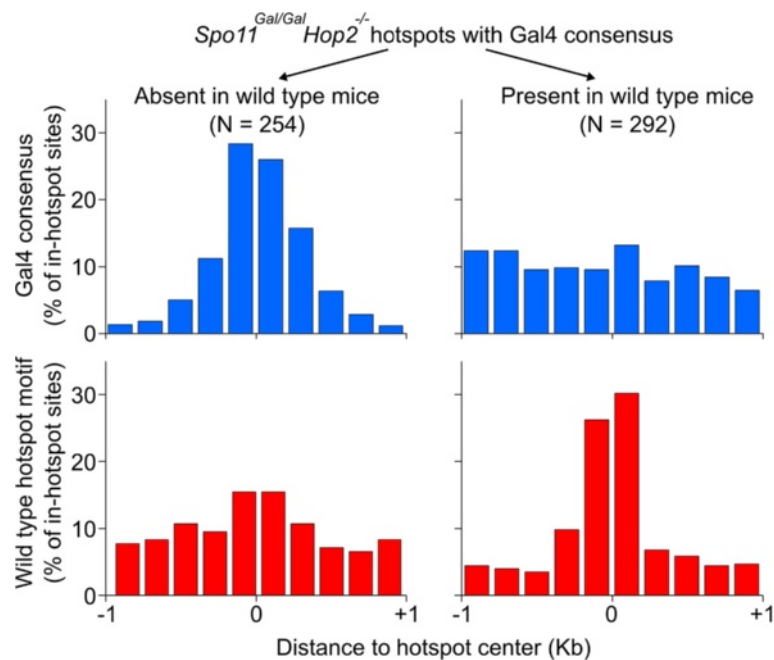 Spo11^Gal/Gal Hop2^-/- hotspots with Gal4 consensus
Absent in wild type mice
(N = 254)
Present in wild type mice
(N = 292)
Gal4 consensus
(% of in-hotspot sites)
30
20
10
0
Wild type hotspot motif
(% of in-hotspot sites)
30
20
10
0
-1
0
+1
-1
0
+1
Distance to hotspot center (Kb)